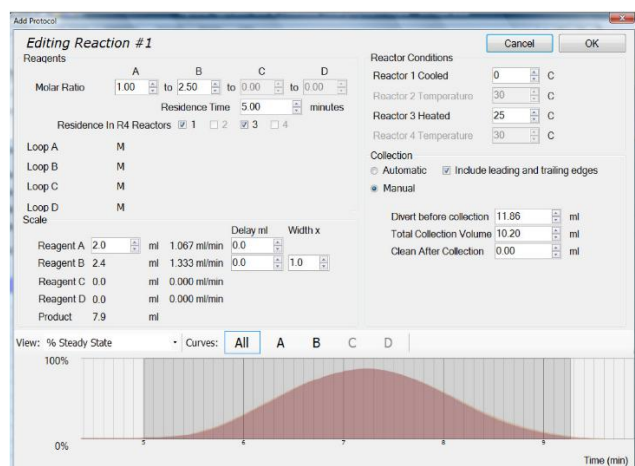 Add Protocol
Editing Reaction #1
Cancel OK
Reagents
A B C D
Molar Ratio 1.00 to 2.50 to 0.00 to 0.00
Residence Time 5.00 minutes
Residence In R4 Reactors 1 2 3 4
Loop A M
Loop B M
Loop C M
Loop D M
Scale
Delay ml Width x
Reagent A 2.0 ml 1.067 ml/min 0.0
Reagent B 2.4 ml 1.333 ml/min 0.0 1.0
Reagent C 0.0 ml 0.000 ml/min
Reagent D 0.0 ml 0.000 ml/min
Product 7.9 ml
Reactor Conditions
Reactor 1 Cooled 0 C
Reactor 2 Temperature 30 C
Reactor 3 Heated 25 C
Reactor 4 Temperature 30 C
Collection
Automatic Include leading and trailing edges
Manual
Divert before collection 11.86 ml
Total Collection Volume 10.20 ml
Clean After Collection 0.00 ml
View: % Steady State Curves: All A B C D
100%
0%
5 6 7 8 9
Time (min)